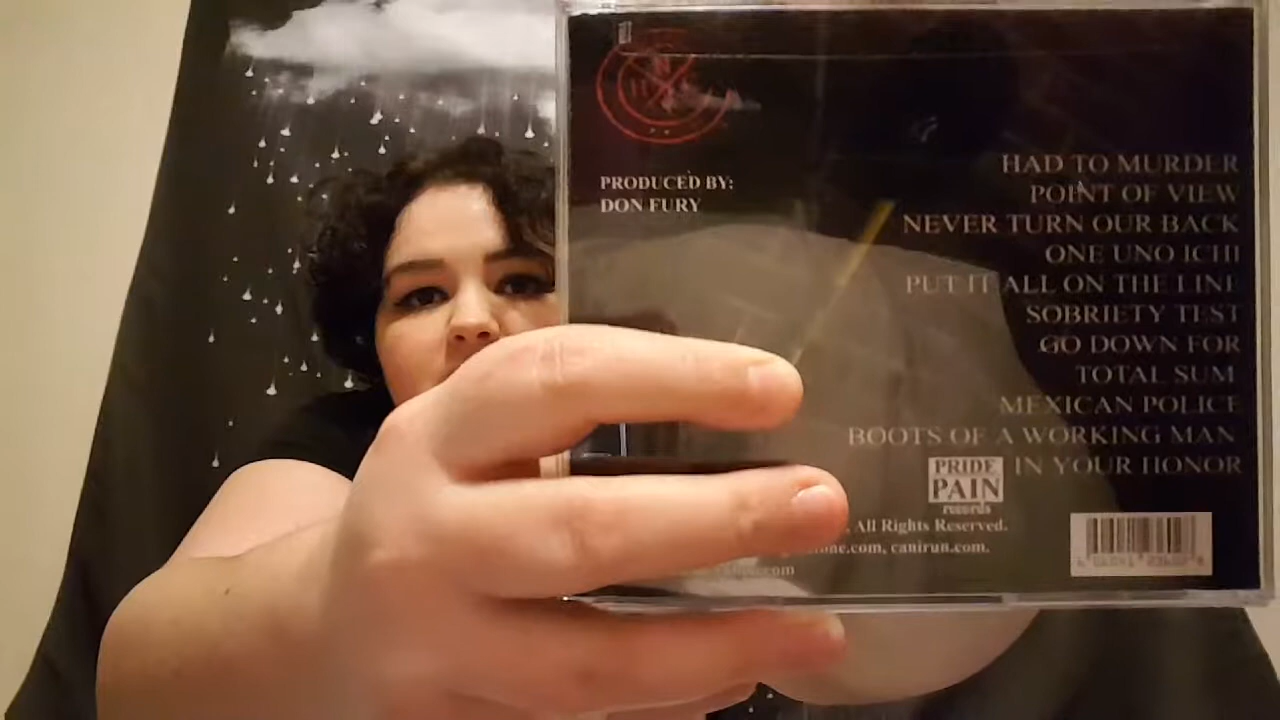 PRODUCED BY:
DON FURY
HAD TO MURDER
POINT OF VIEW
NEVER TURN OUR BACK
ONE UNO ICHI
PUT IT ALL ON THE LINE
SOBRIETY TEST
GO DOWN FOR
TOTAL SUM
MEXICAN POLICE
BOOTS OF A WORKING MAN
IN YOUR HONOR
PRIDE
PAIN
records
. All Rights Reserved.
canirun.com.